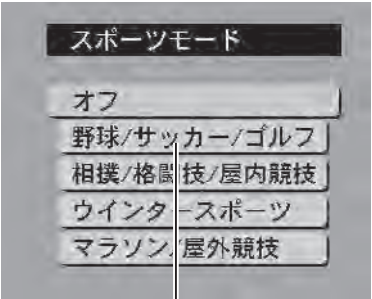 スポーツモード
オフ
野球/サッカー/ゴルフ
相撲/格闘技/屋内競技
ウインタースポーツ
マラソン/屋外競技